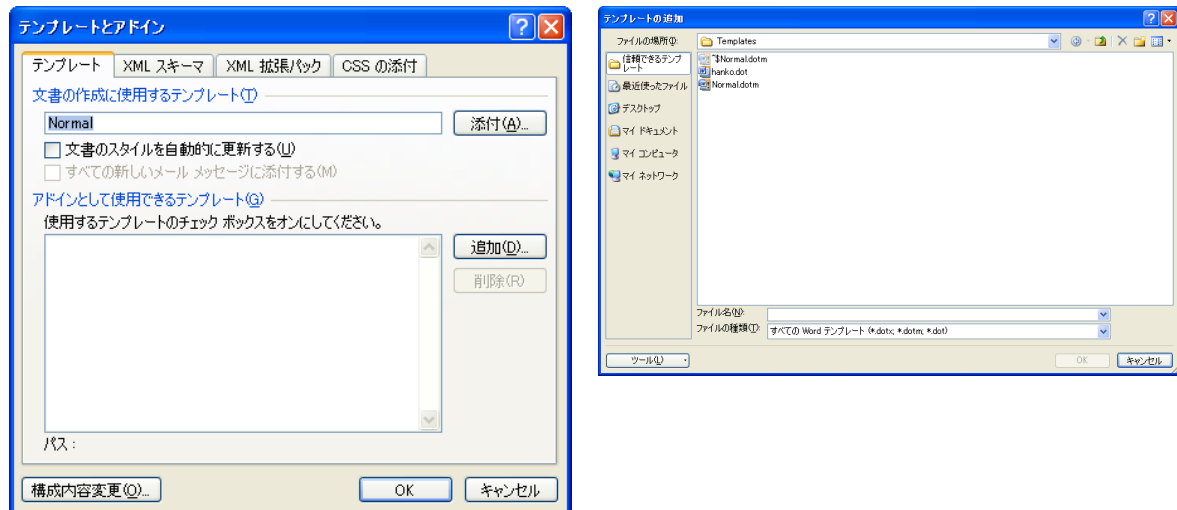 テンプレートとアドイン
テンプレート XML スキーマ XML 拡張パック CSS の添付
文書の作成に使用するテンプレート(T)
Normal 添付(A)...
文書のスタイルを自動的に更新する(U)
すべての新しいメール メッセージに添付する(M)
アドインとして使用できるテンプレート(G)
使用するテンプレートのチェック ボックスをオンにしてください。
追加(D)...
削除(R)
パス :
構成内容変更(O)... OK キャンセル
テンプレートの追加
ファイルの場所(I): Templates
信頼できるテンプレート
最近使ったファイル
デスクトップ
マイ ドキュメント
マイ コンピュータ
マイ ネットワーク
~$Normal.dotm
hanko.dot
Normal.dotm
ファイル名(N):
ファイルの種類(T): すべての Word テンプレート (*.dotx; *.dotm; *.dot)
ツール(L) OK キャンセル